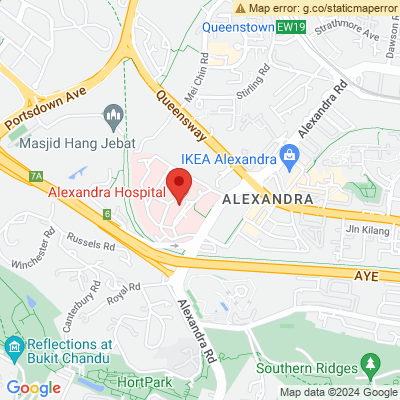 Map error: g.co/staticmaperror
Queenstown EW19
Strathmore Ave
Dawson R
Mei Chin Rd
Stirling Rd
Portsdown Ave
Queensway
Alexandra Rd
Masjid Hang Jebat
IKEA Alexandra
7A
Alexandra Hospital
ALEXANDRA
6
Jln Kilang
Russels Rd
Winchester Rd
AYE
Canterbury Rd
Royal Rd
Alexandra Rd
Reflections at
Bukit Chandu
HortPark
Southern Ridges
Google
Map data ©2024 Google